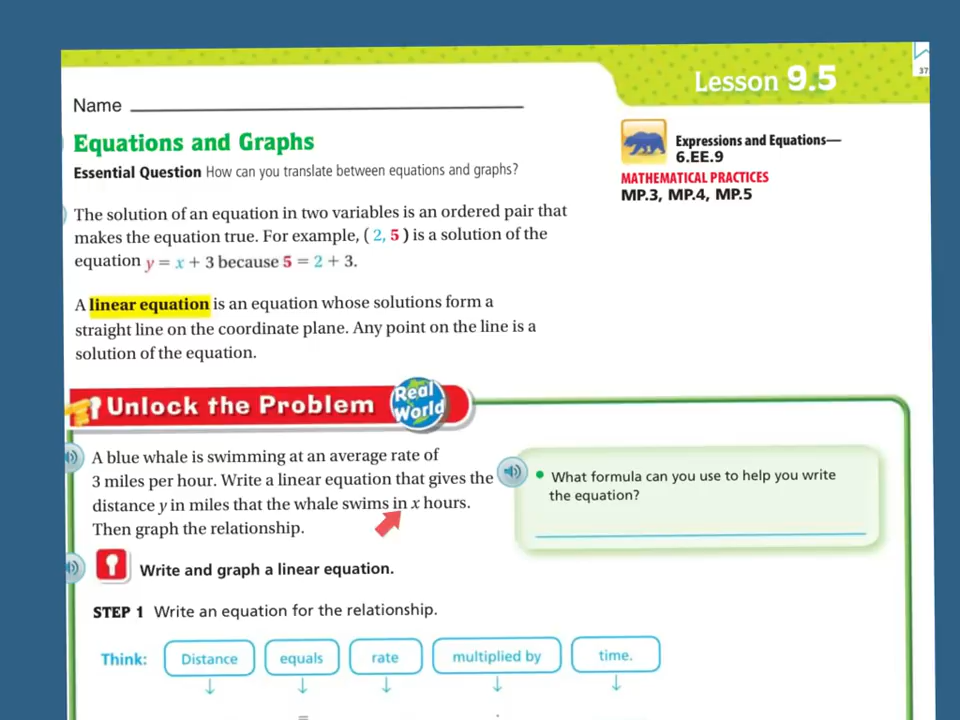 Lesson 9.5
37
Name
Equations and Graphs
Essential Question How can you translate between equations and graphs?
Expressions and Equations—
6.EE.9
MATHEMATICAL PRACTICES
MP.3, MP.4, MP.5
The solution of an equation in two variables is an ordered pair that
makes the equation true. For example, (2, 5) is a solution of the
equation y = x + 3 because 5 = 2 + 3.
A linear equation is an equation whose solutions form a
straight line on the coordinate plane. Any point on the line is a
solution of the equation.
Unlock the Problem
Real
World
A blue whale is swimming at an average rate of
3 miles per hour. Write a linear equation that gives the
distance y in miles that the whale swims in x hours.
Then graph the relationship.
• What formula can you use to help you write
the equation?
Write and graph a linear equation.
STEP 1 Write an equation for the relationship.
Think: Distance equals rate multiplied by time.
↓ ↓ ↓ ↓ ↓
= ·